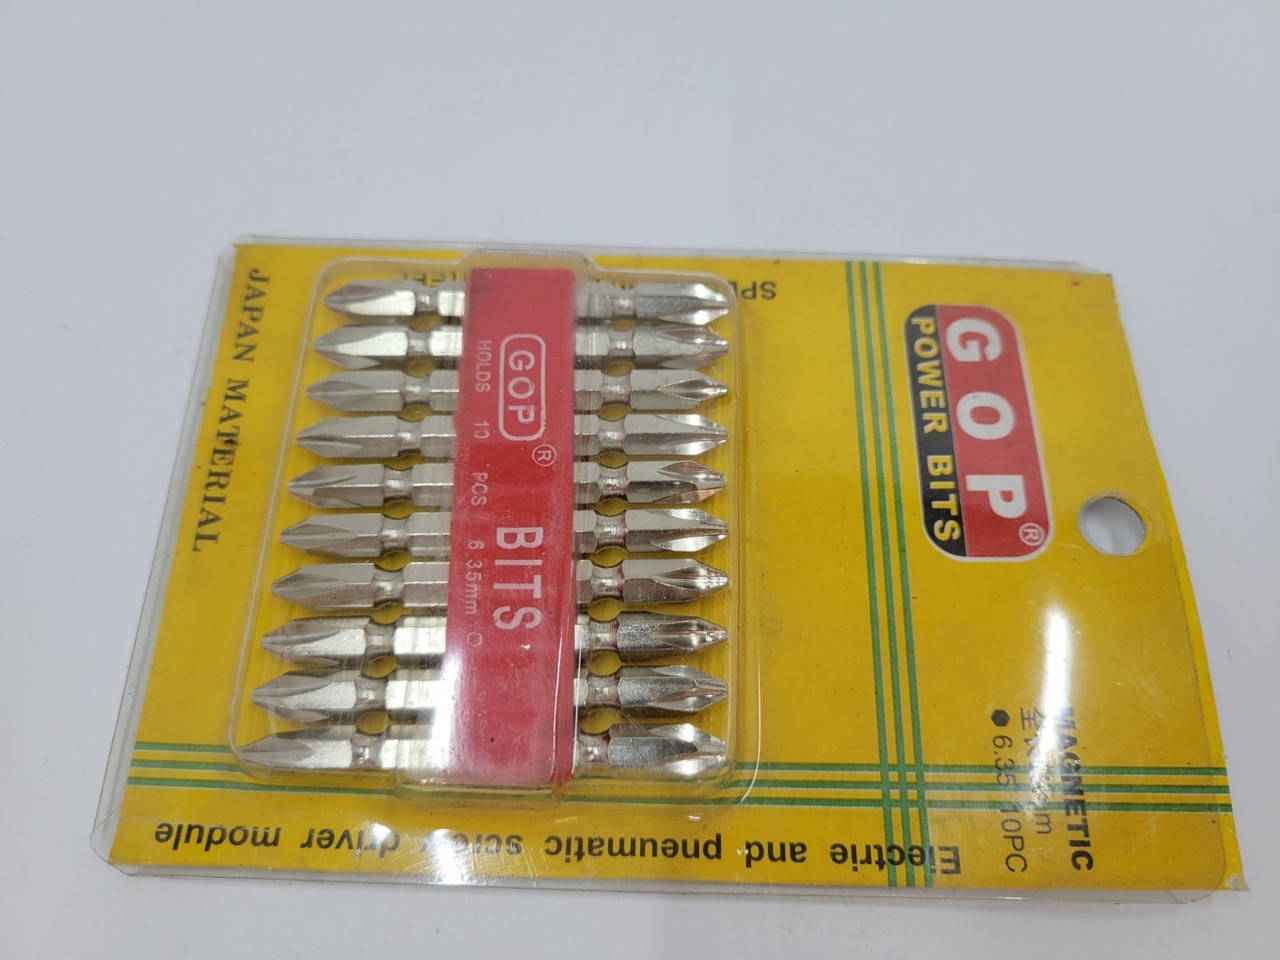 GOP®
POWER BITS
MAGNETIC
6.35 10PC
GOP®
BITS
HOLDS 10 PCS 6.35mm
JAPAN MATERIAL
Electrie and pneumatic screw driver module